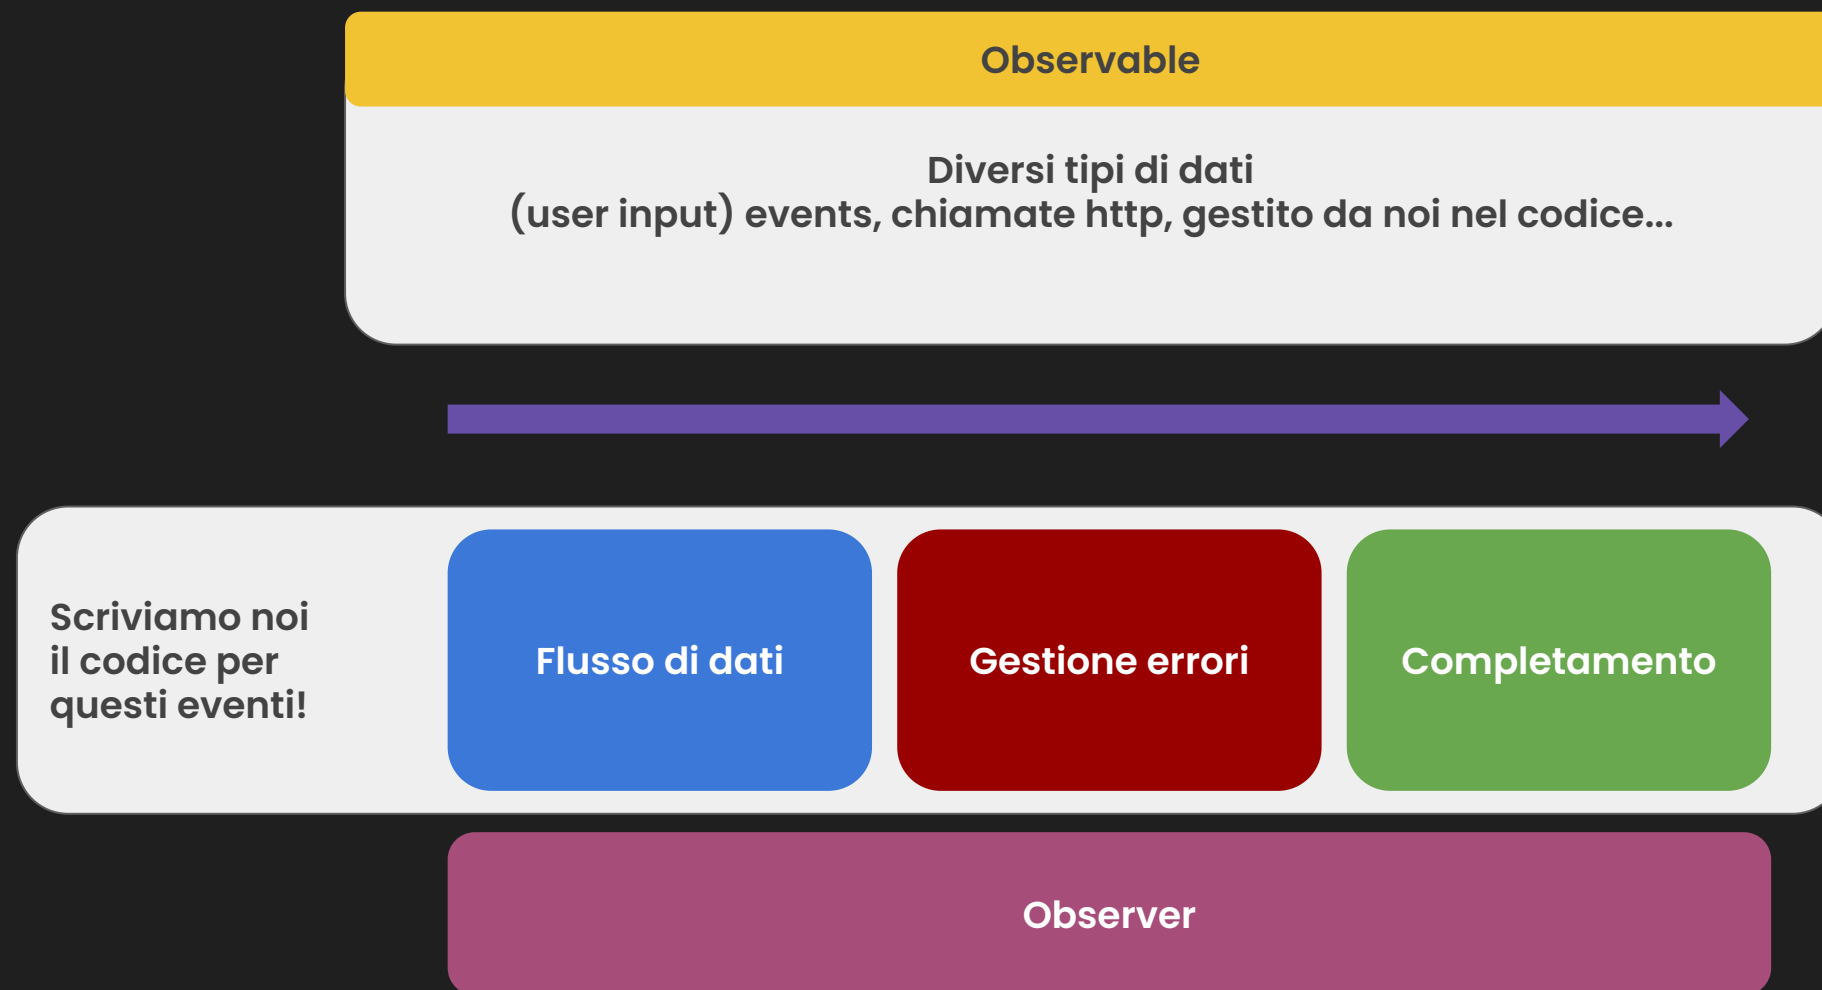 Observable
Diversi tipi di dati
(user input) events, chiamate http, gestito da noi nel codice...
Scriviamo noi
il codice per
questi eventi!
Flusso di dati
Gestione errori
Completamento
Observer